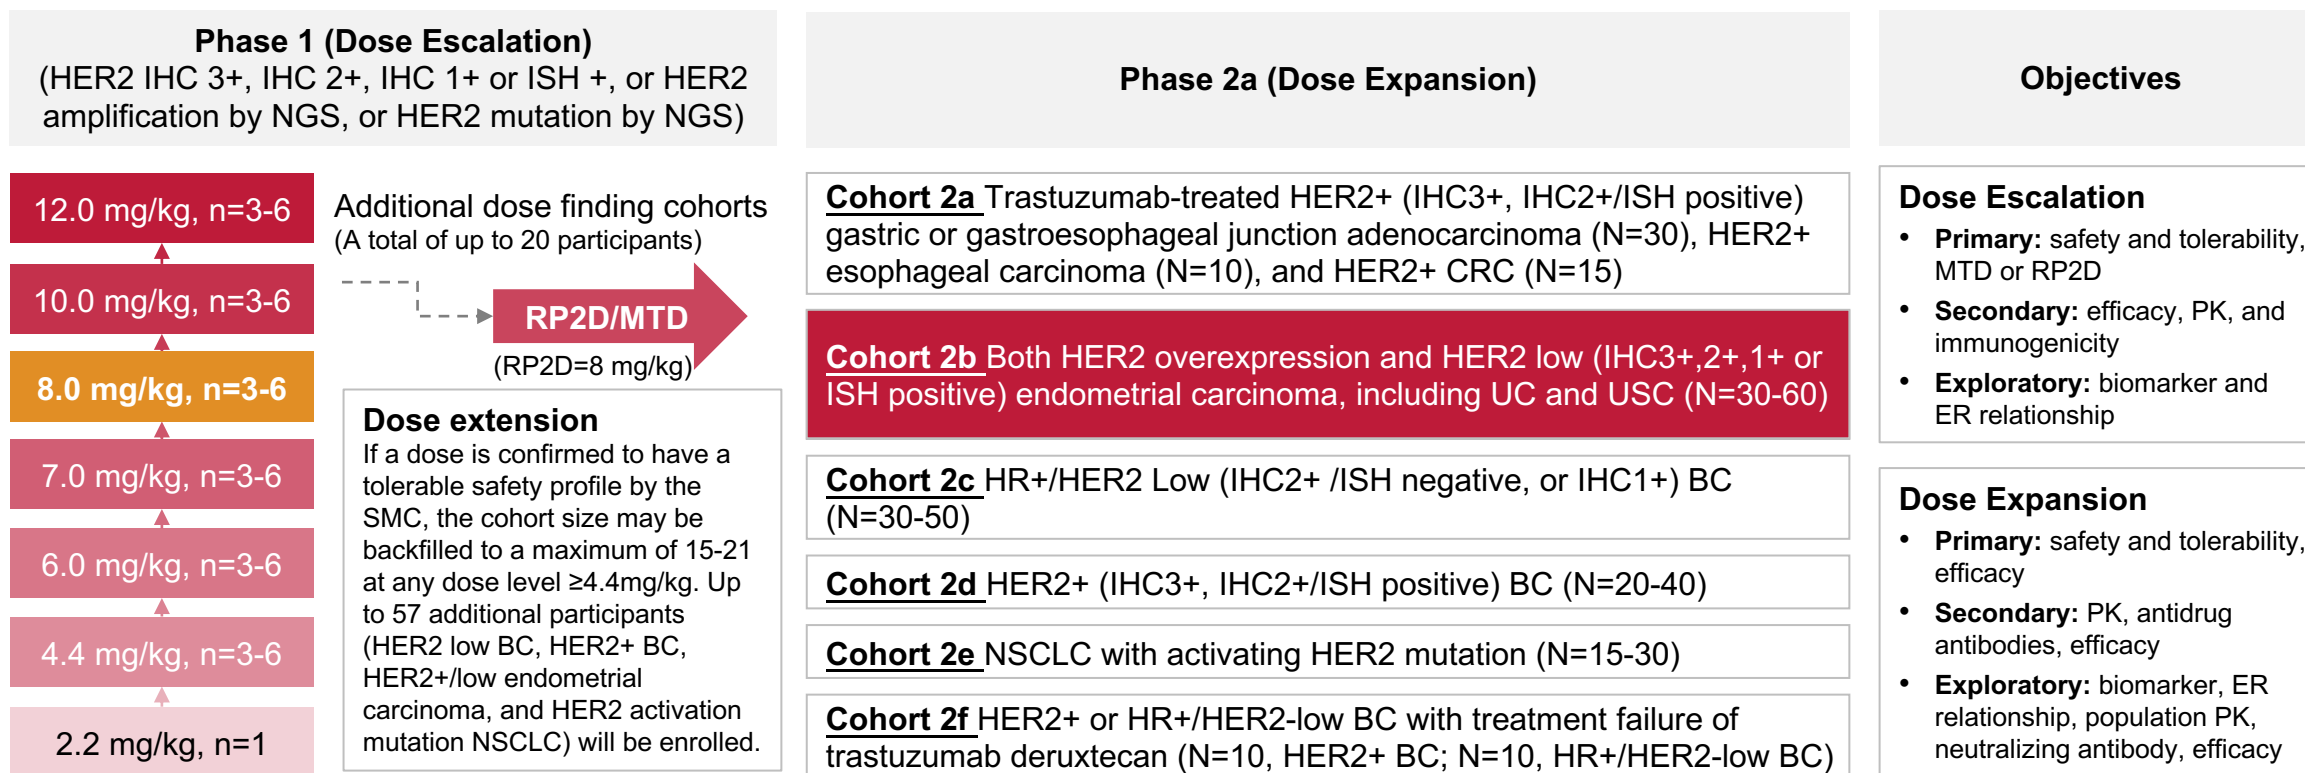 Phase 1 (Dose Escalation)
(HER2 IHC 3+, IHC 2+, IHC 1+ or ISH +, or HER2
amplification by NGS, or HER2 mutation by NGS)
12.0 mg/kg, n=3-6
10.0 mg/kg, n=3-6
8.0 mg/kg, n=3-6
7.0 mg/kg, n=3-6
6.0 mg/kg, n=3-6
4.4 mg/kg, n=3-6
2.2 mg/kg, n=1
Additional dose finding cohorts
(A total of up to 20 participants)
RP2D/MTD
(RP2D=8 mg/kg)
Dose extension
If a dose is confirmed to have a
tolerable safety profile by the
SMC, the cohort size may be
backfilled to a maximum of 15-21
at any dose level ≥4.4mg/kg. Up
to 57 additional participants
(HER2 low BC, HER2+ BC,
HER2+/low endometrial
carcinoma, and HER2 activation
mutation NSCLC) will be enrolled.
Phase 2a (Dose Expansion)
Cohort 2a Trastuzumab-treated HER2+ (IHC3+, IHC2+/ISH positive)
gastric or gastroesophageal junction adenocarcinoma (N=30), HER2+
esophageal carcinoma (N=10), and HER2+ CRC (N=15)
Cohort 2b Both HER2 overexpression and HER2 low (IHC3+,2+,1+ or
ISH positive) endometrial carcinoma, including UC and USC (N=30-60)
Cohort 2c HR+/HER2 Low (IHC2+ /ISH negative, or IHC1+) BC
(N=30-50)
Cohort 2d HER2+ (IHC3+, IHC2+/ISH positive) BC (N=20-40)
Cohort 2e NSCLC with activating HER2 mutation (N=15-30)
Cohort 2f HER2+ or HR+/HER2-low BC with treatment failure of
trastuzumab deruxtecan (N=10, HER2+ BC; N=10, HR+/HER2-low BC)
Objectives
Dose Escalation
• Primary: safety and tolerability,
MTD or RP2D
• Secondary: efficacy, PK, and
immunogenicity
• Exploratory: biomarker and
ER relationship
Dose Expansion
• Primary: safety and tolerability,
efficacy
• Secondary: PK, antidrug
antibodies, efficacy
• Exploratory: biomarker, ER
relationship, population PK,
neutralizing antibody, efficacy